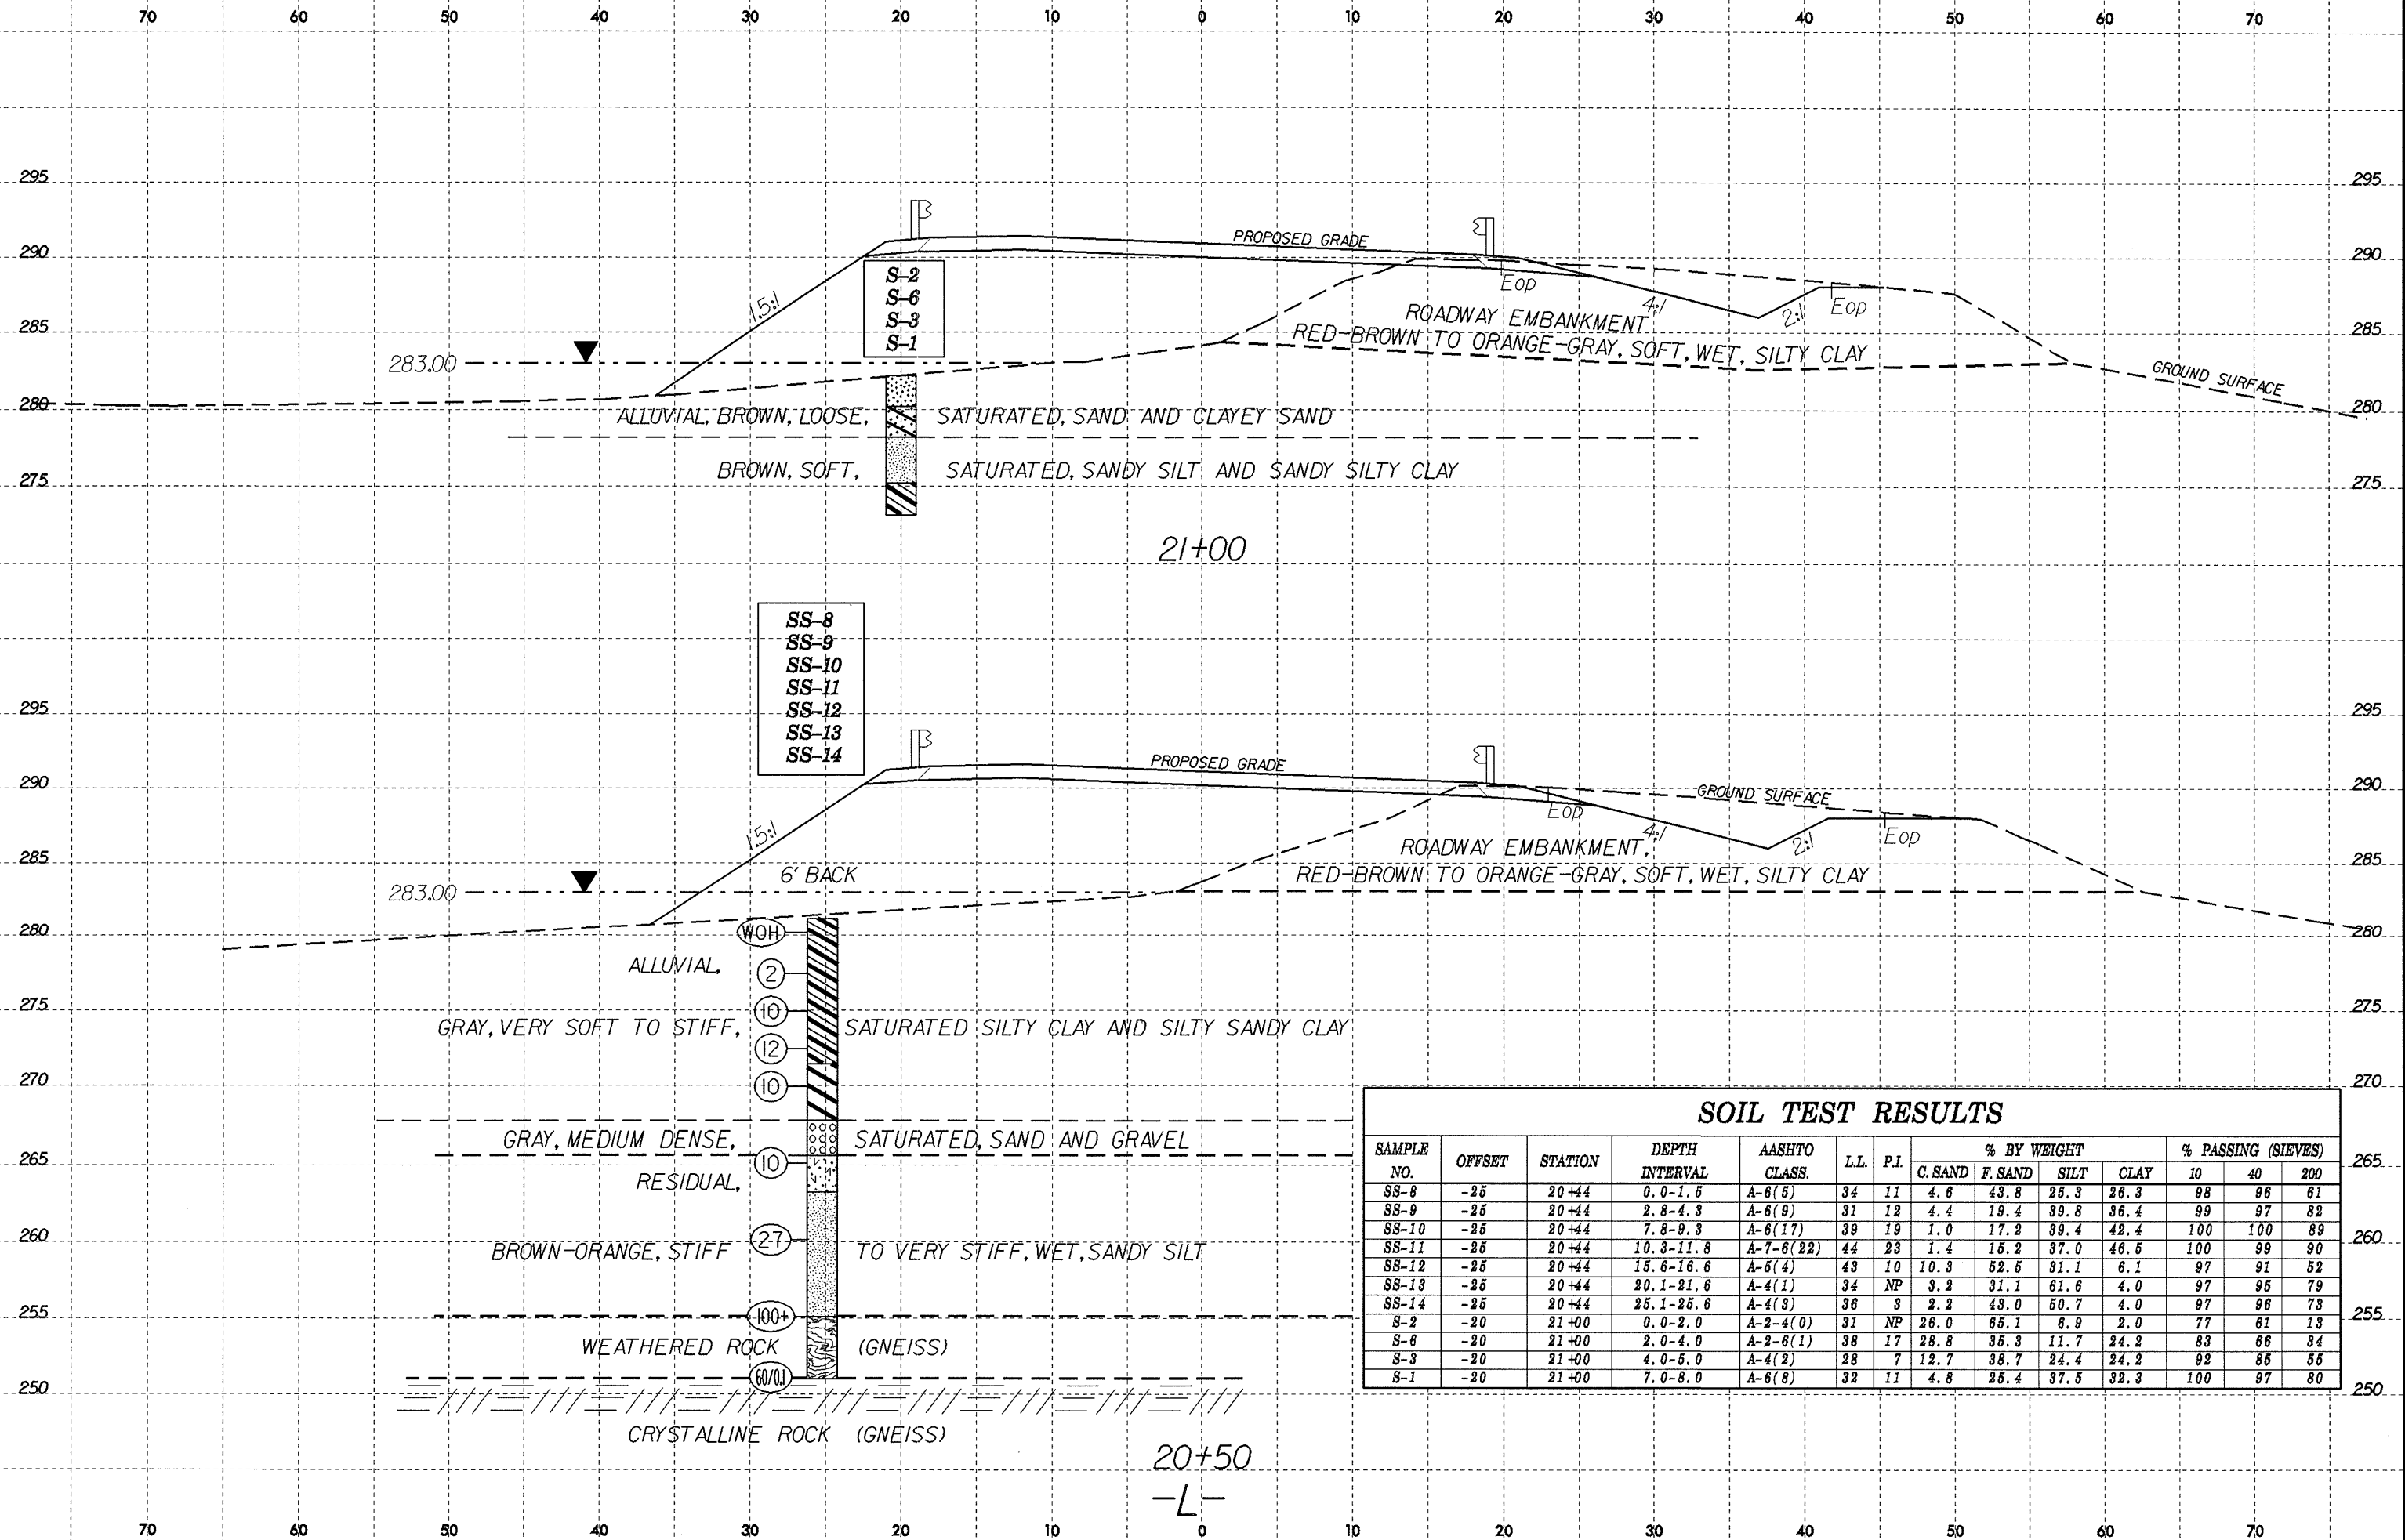 70 60 50 40 30 20 10 0 10 20 30 40 50 60 70
295 295
PROPOSED GRADE
290 290
S-2
S-6
S-3
S-1
1.5:1
Eop
4:1
2:1
Eop
ROADWAY EMBANKMENT
285 285
RED-BROWN TO ORANGE-GRAY, SOFT, WET, SILTY CLAY
283.00
GROUND SURFACE
280 280
ALLUVIAL, BROWN, LOOSE, SATURATED, SAND AND CLAYEY SAND
BROWN, SOFT, SATURATED, SANDY SILT AND SANDY SILTY CLAY
275 275
21+00
SS-8
SS-9
SS-10
SS-11
SS-12
SS-13
SS-14
295 295
PROPOSED GRADE
290 290
GROUND SURFACE
Eop
1.5:1
4:1
2:1
Eop
ROADWAY EMBANKMENT,
285 285
6' BACK
RED-BROWN TO ORANGE-GRAY, SOFT, WET, SILTY CLAY
283.00
280 280
WOH
ALLUVIAL,
2
275 275
10
GRAY, VERY SOFT TO STIFF, SATURATED SILTY CLAY AND SILTY SANDY CLAY
12
270 270
10
GRAY, MEDIUM DENSE, SATURATED, SAND AND GRAVEL
265 265
10
RESIDUAL,
260 260
27
BROWN-ORANGE, STIFF TO VERY STIFF, WET, SANDY SILT
255 255
100+
WEATHERED ROCK (GNEISS)
60/0.1
250 250
CRYSTALLINE ROCK (GNEISS)
20+50
-L-
SOIL TEST RESULTS
SAMPLE NO. OFFSET STATION DEPTH INTERVAL AASHTO CLASS. L.L. P.I. % BY WEIGHT % PASSING (SIEVES)
C. SAND F. SAND SILT CLAY 10 40 200
SS-8 -25 20+44 0.0-1.5 A-6(5) 34 11 4.6 43.8 25.3 26.3 98 96 61
SS-9 -25 20+44 2.8-4.3 A-6(9) 31 12 4.4 19.4 39.8 36.4 99 97 82
SS-10 -25 20+44 7.8-9.3 A-6(17) 39 19 1.0 17.2 39.4 42.4 100 100 89
SS-11 -25 20+44 10.3-11.8 A-7-6(22) 44 23 1.4 15.2 37.0 46.5 100 99 90
SS-12 -25 20+44 15.6-16.6 A-5(4) 43 10 10.3 52.5 31.1 6.1 97 91 52
SS-13 -25 20+44 20.1-21.6 A-4(1) 34 NP 3.2 31.1 61.6 4.0 97 95 79
SS-14 -25 20+44 25.1-25.6 A-4(3) 36 3 2.2 43.0 50.7 4.0 97 96 73
S-2 -20 21+00 0.0-2.0 A-2-4(0) 31 NP 26.0 65.1 6.9 2.0 77 61 13
S-6 -20 21+00 2.0-4.0 A-2-6(1) 38 17 28.8 35.3 11.7 24.2 83 66 34
S-3 -20 21+00 4.0-5.0 A-4(2) 28 7 12.7 38.7 24.4 24.2 92 85 55
S-1 -20 21+00 7.0-8.0 A-6(8) 32 11 4.8 25.4 37.5 32.3 100 97 80
70 60 50 40 30 20 10 0 10 20 30 40 50 60 70